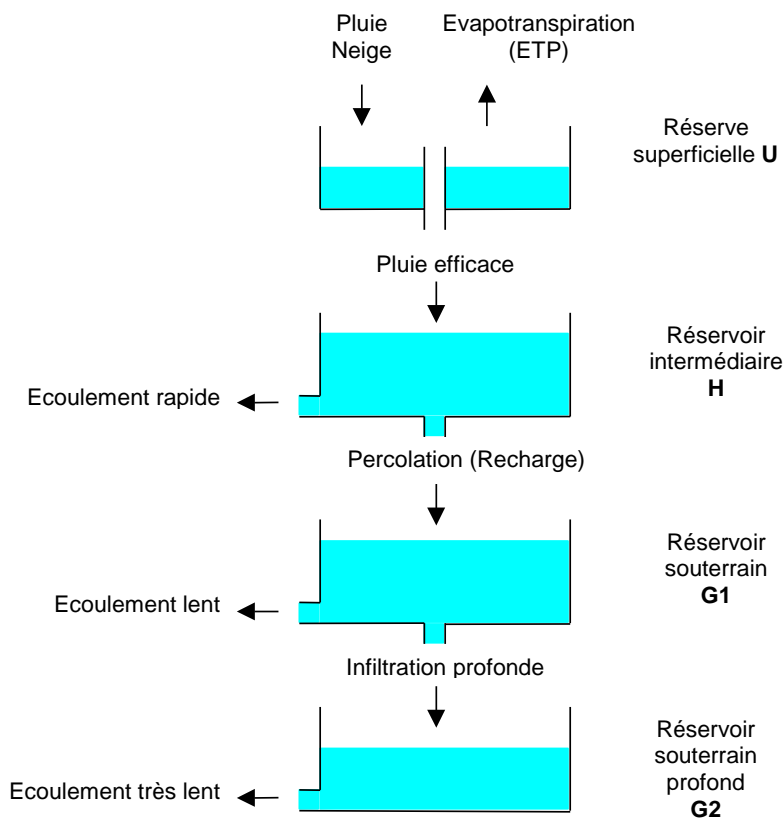 Pluie
Neige
Evapotranspiration
(ETP)
Réserve
superficielle U
Pluie efficace
Réservoir
intermédiaire
H
Ecoulement rapide
Percolation (Recharge)
Réservoir
souterrain
G1
Ecoulement lent
Infiltration profonde
Réservoir
souterrain
profond
G2
Ecoulement très lent